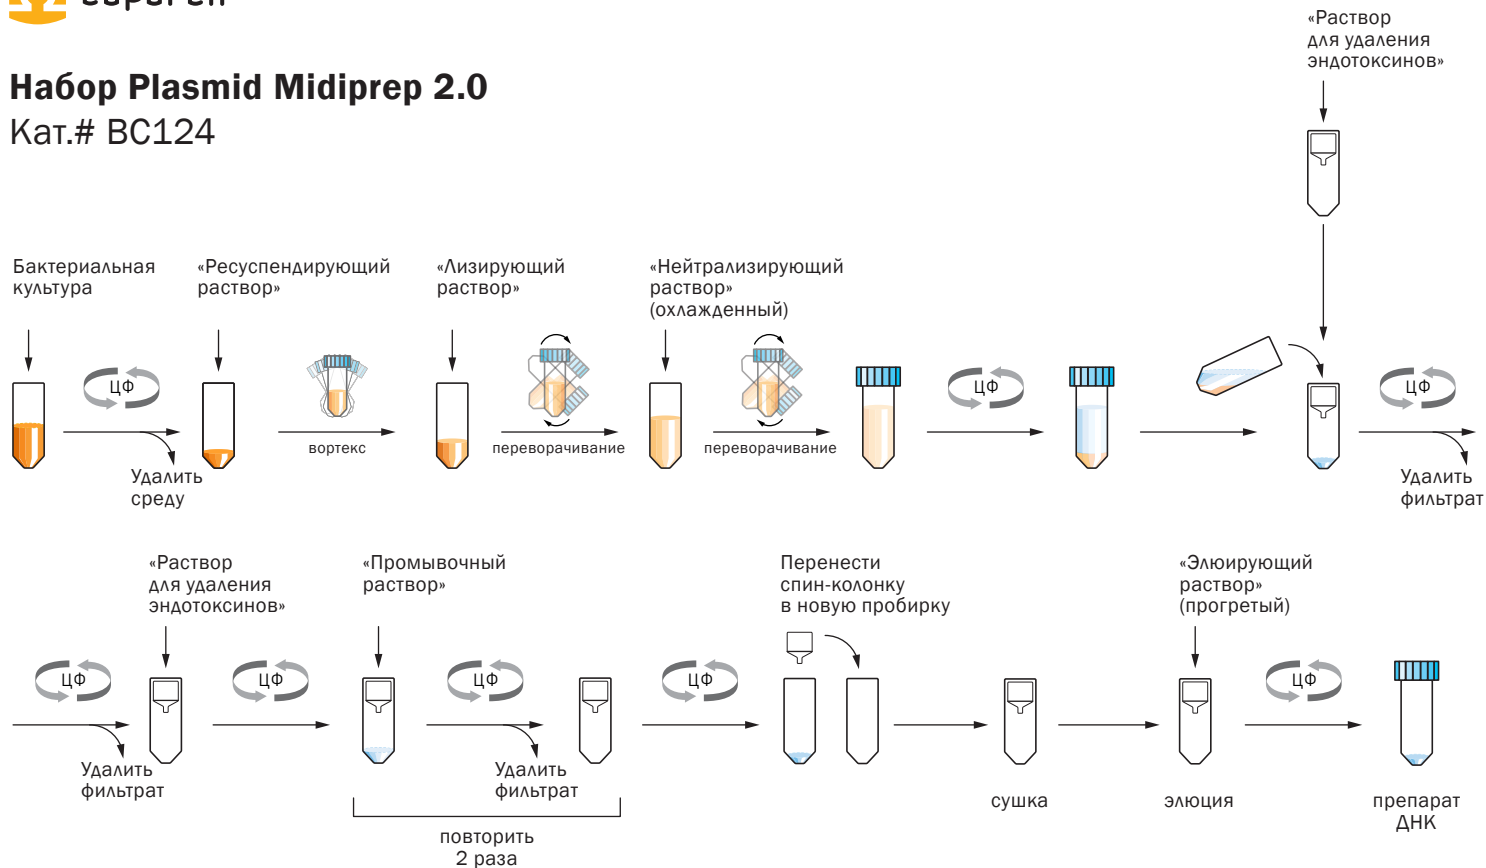 Набор Plasmid Midiprep 2.0
Кат.# BC124
«Раствор
для удаления
эндотоксинов»
Бактериальная
культура
«Ресуспендирующий
раствор»
«Лизирующий
раствор»
«Нейтрализирующий
раствор»
(охлажденный)
ЦФ
Удалить
среду
вортекс
переворачивание
переворачивание
ЦФ
ЦФ
Удалить
фильтрат
ЦФ
Удалить
фильтрат
«Раствор
для удаления
эндотоксинов»
ЦФ
«Промывочный
раствор»
ЦФ
Удалить
фильтрат
повторить
2 раза
ЦФ
Перенести
спин-колонку
в новую пробирку
сушка
«Элюирующий
раствор»
(прогретый)
элюция
ЦФ
препарат
ДНК